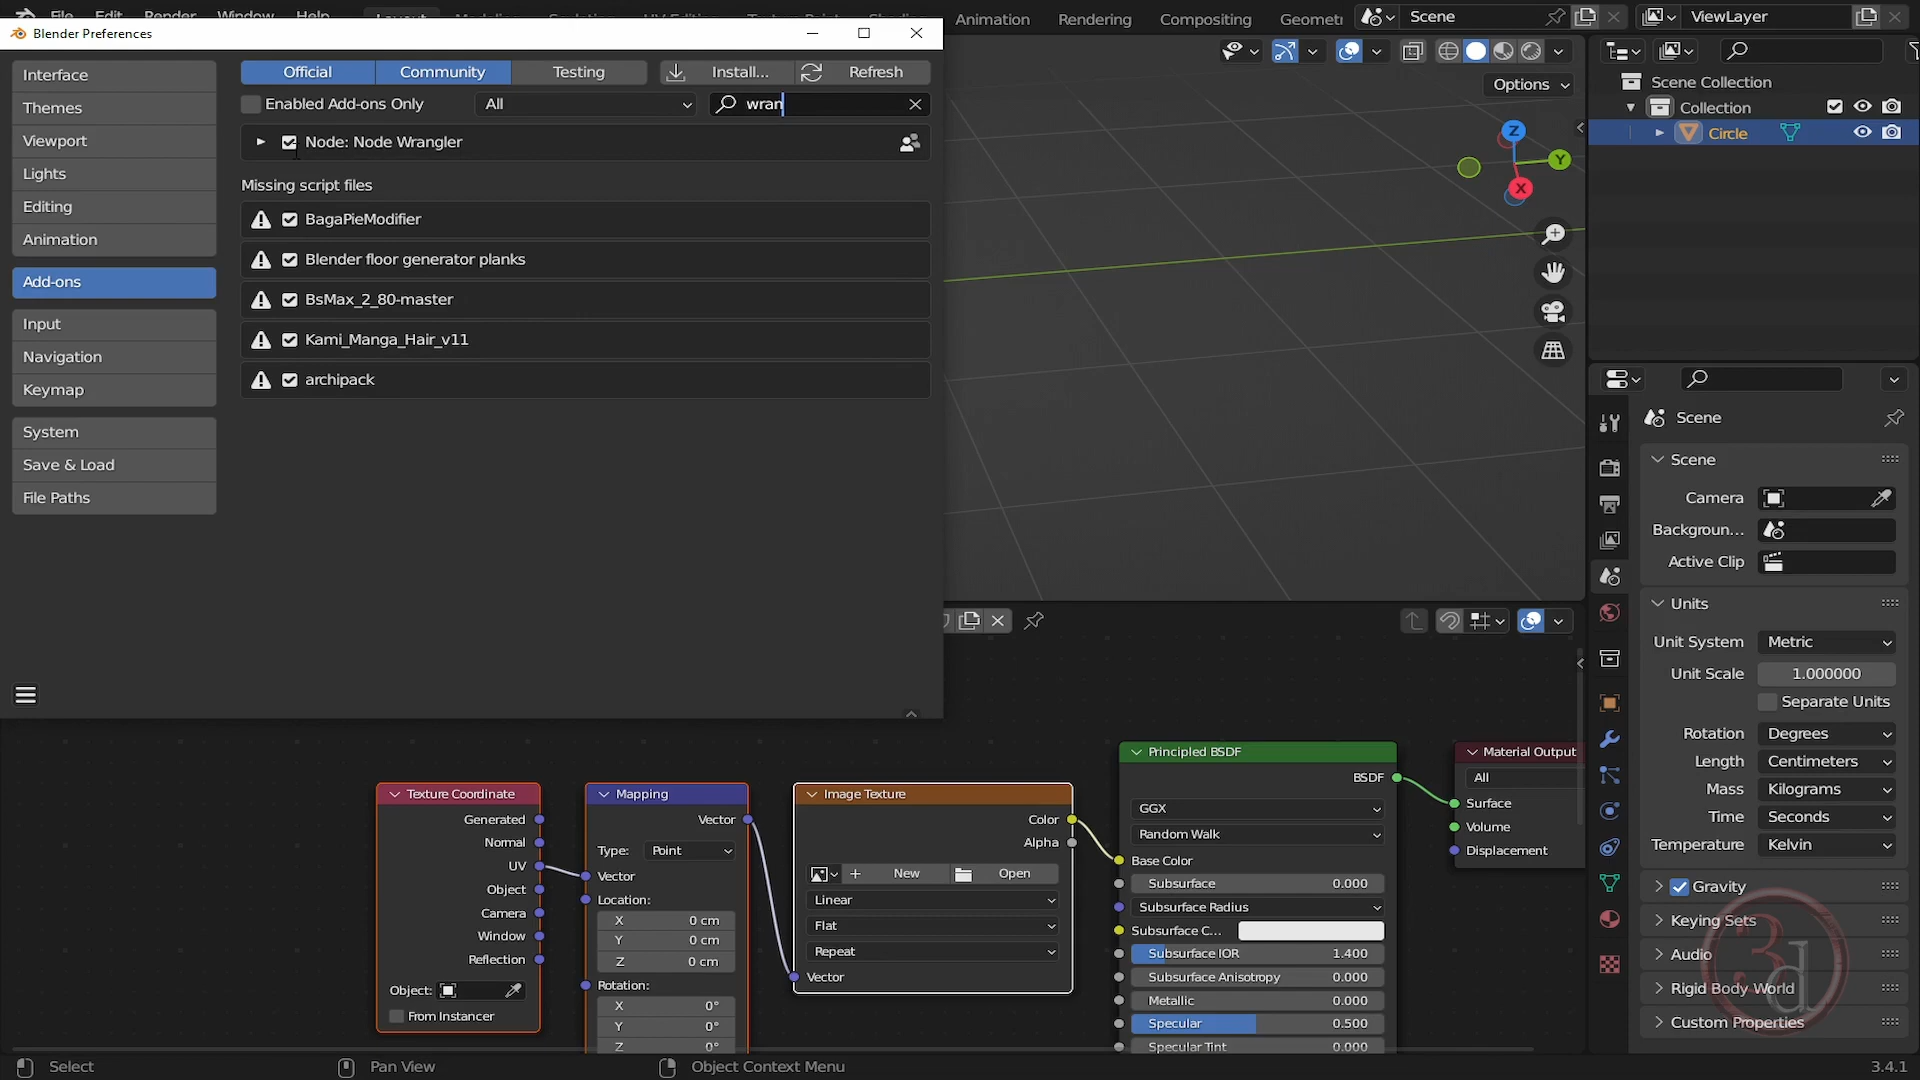 File Edit Render Window Help Layout
Animation Rendering Compositing Scene ViewLayer
Blender Preferences
Interface
Themes
Viewport
Lights
Editing
Animation
Add-ons
Input
Navigation
Keymap
System
Save & Load
File Paths
Official Community Testing Install... Refresh
Enabled Add-ons Only All wran
Node: Node Wrangler
Missing script files
BagaPieModifier
Blender floor generator planks
BsMax_2_80-master
Kami_Manga_Hair_v11
archipack
Options
Z
Y
X
Scene Collection
Collection
Circle
Scene
Scene
Camera
Backgroun...
Active Clip
Units
Unit System Metric
Unit Scale 1.000000
Separate Units
Rotation Degrees
Length Centimeters
Mass Kilograms
Time Seconds
Temperature Kelvin
Gravity
Keying Sets
Audio
Rigid Body World
Custom Properties
3d
Texture Coordinate
Generated
Normal
UV
Object
Camera
Window
Reflection
Object:
From Instancer
Mapping
Vector
Type: Point
Vector
Location:
X 0 cm
Y 0 cm
Z 0 cm
Rotation:
X 0°
Y 0°
Z 0°
Image Texture
Color
Alpha
New Open
Linear
Flat
Repeat
Vector
Principled BSDF
BSDF
GGX
Random Walk
Base Color
Subsurface 0.000
Subsurface Radius
Subsurface C...
Subsurface IOR 1.400
Subsurface Anisotropy 0.000
Metallic 0.000
Specular 0.500
Specular Tint 0.000
Material Output
All
Surface
Volume
Displacement
Select Pan View Object Context Menu 3.4.1